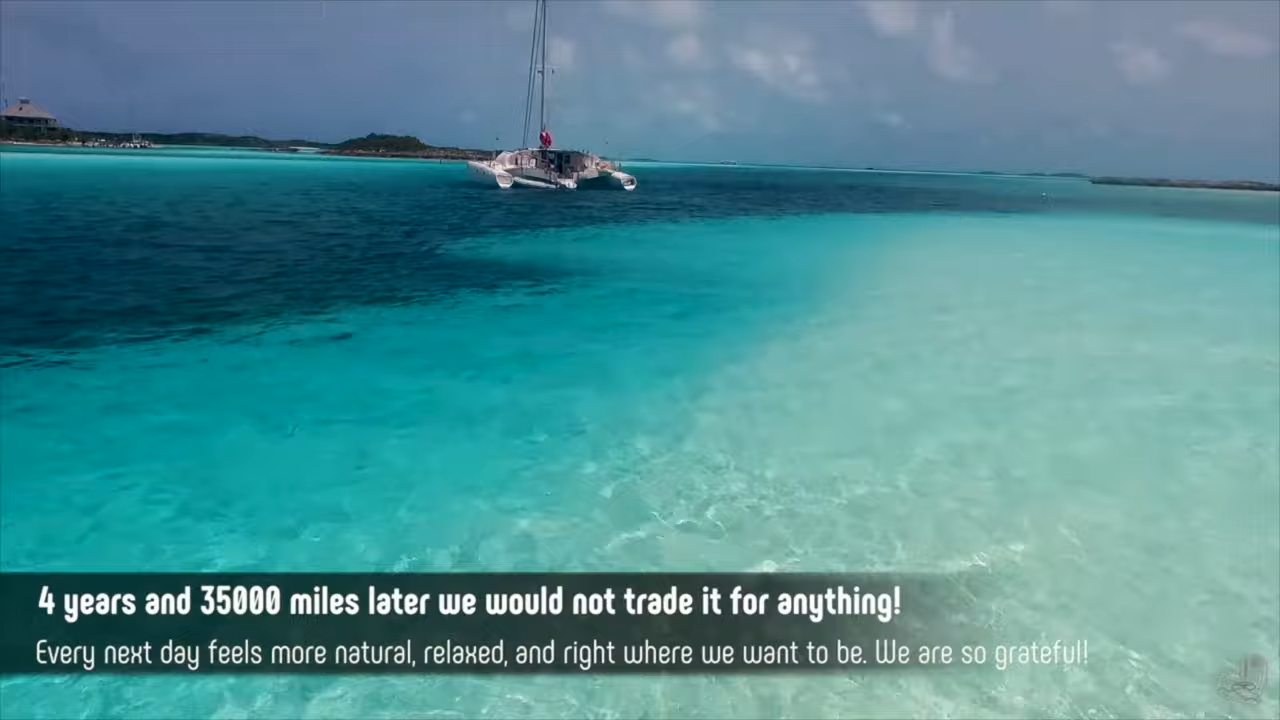 4 years and 35000 miles later we would not trade it for anything!
Every next day feels more natural, relaxed, and right where we want to be. We are so grateful!